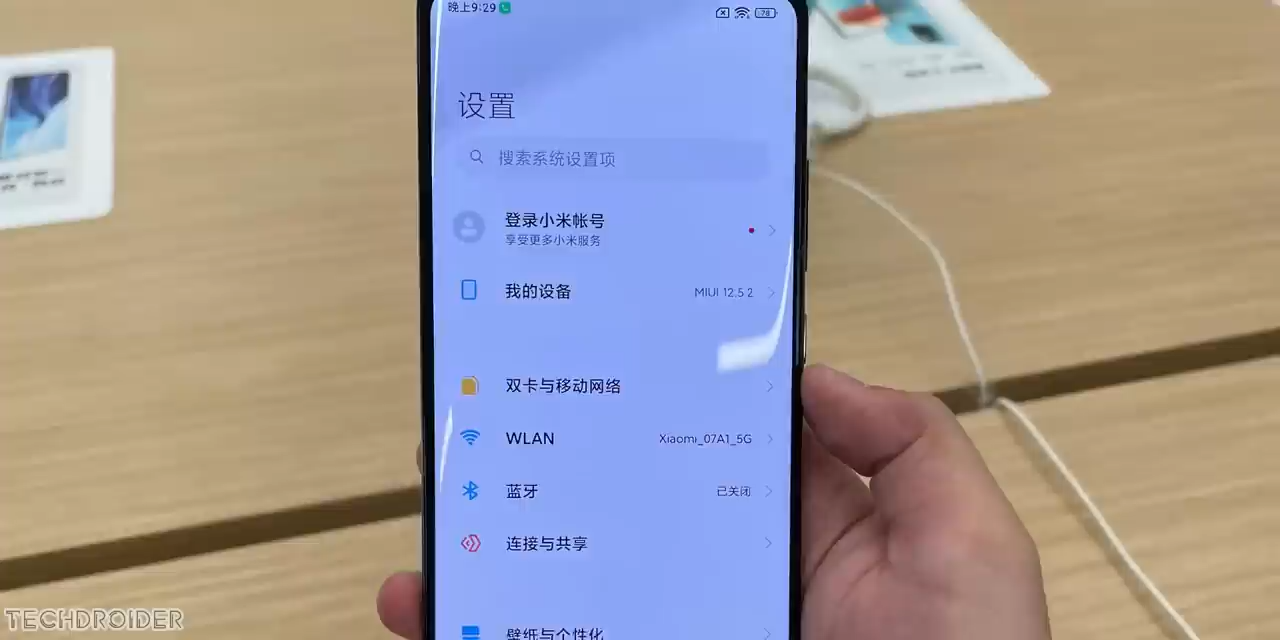 晚上9:29
78
设置
搜索系统设置项
登录小米帐号
享受更多小米服务
我的设备 MIUI 12.5 2
双卡与移动网络
WLAN Xiaomi_07A1_5G
蓝牙 已关闭
连接与共享
壁纸与个性化
TECHDROIDER